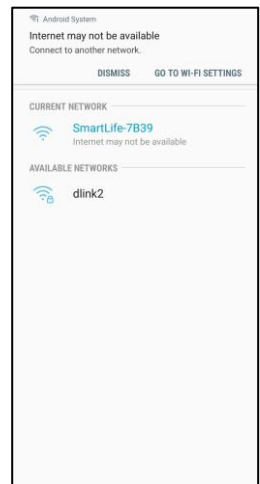 Android System
Internet may not be available
Connect to another network.
DISMISS GO TO WI-FI SETTINGS
CURRENT NETWORK
SmartLife-7B39
Internet may not be available
AVAILABLE NETWORKS
dlink2